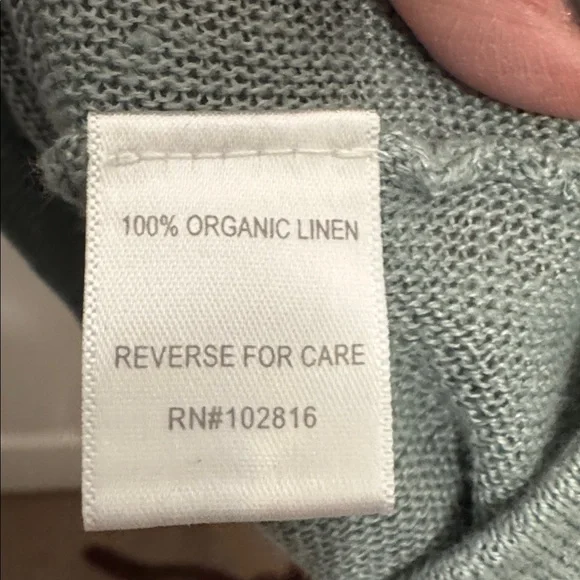 100% ORGANIC LINEN
REVERSE FOR CARE
RN#102816